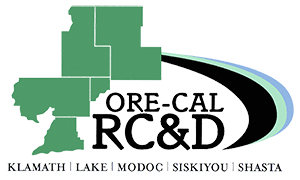 ORE-CAL
RC&D
KLAMATH | LAKE | MODOC | SISKIYOU | SHASTA